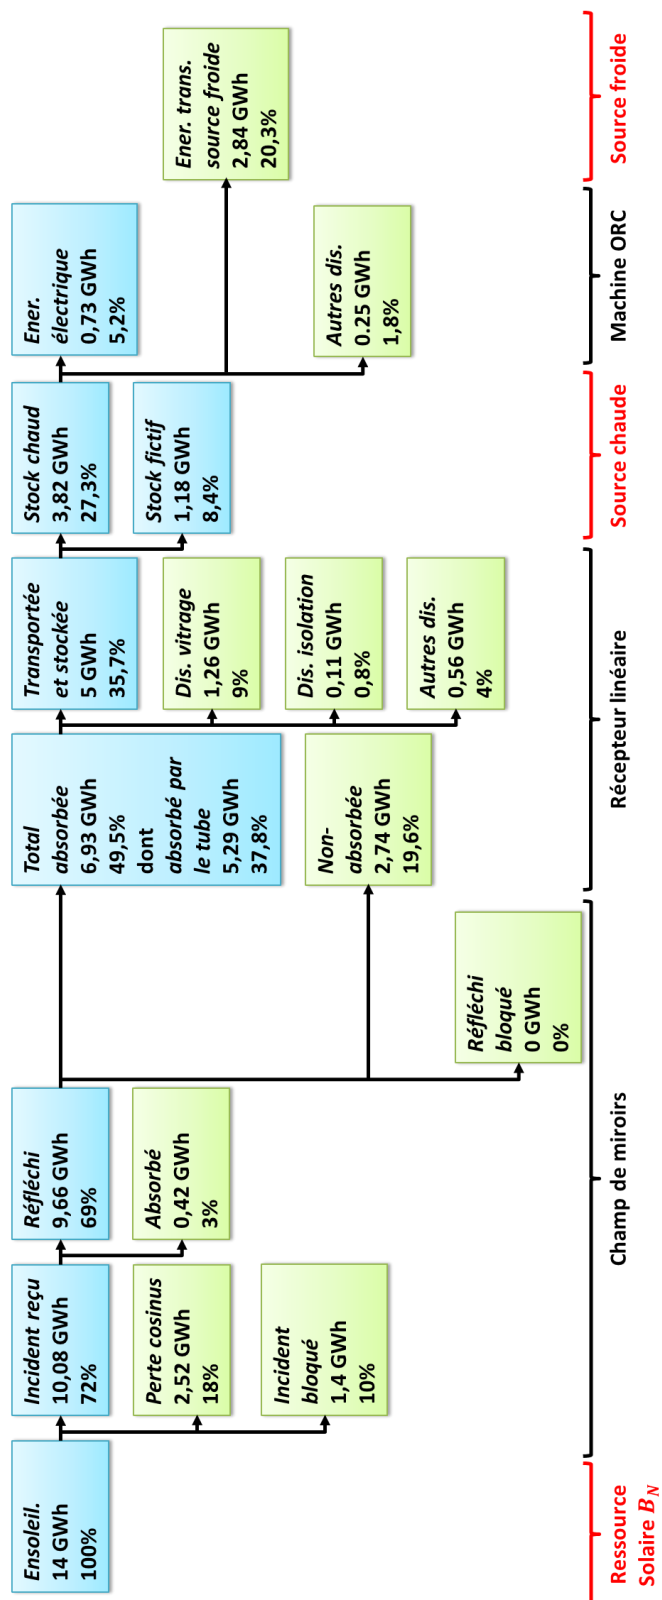 Ensoleil.
14 GWh
100%
Incident reçu
10,08 GWh
72%
Perte cosinus
2,52 GWh
18%
Incident
bloqué
1,4 GWh
10%
Réfléchi
9,66 GWh
69%
Absorbé
0,42 GWh
3%
Réfléchi
bloqué
0 GWh
0%
Total
absorbée
6,93 GWh
49,5%
dont
absorbé par
le tube
5,29 GWh
37,8%
Non-
absorbée
2,74 GWh
19,6%
Transportée
et stockée
5 GWh
35,7%
Dis. vitrage
1,26 GWh
9%
Dis. isolation
0,11 GWh
0,8%
Autres dis.
0,56 GWh
4%
Stock chaud
3,82 GWh
27,3%
Stock fictif
1,18 GWh
8,4%
Ener.
électrique
0,73 GWh
5,2%
Autres dis.
0.25 GWh
1,8%
Ener. trans.
source froide
2,84 GWh
20,3%
Ressource
Solaire B_N
Champ de miroirs
Récepteur linéaire
Source chaude
Machine ORC
Source froide